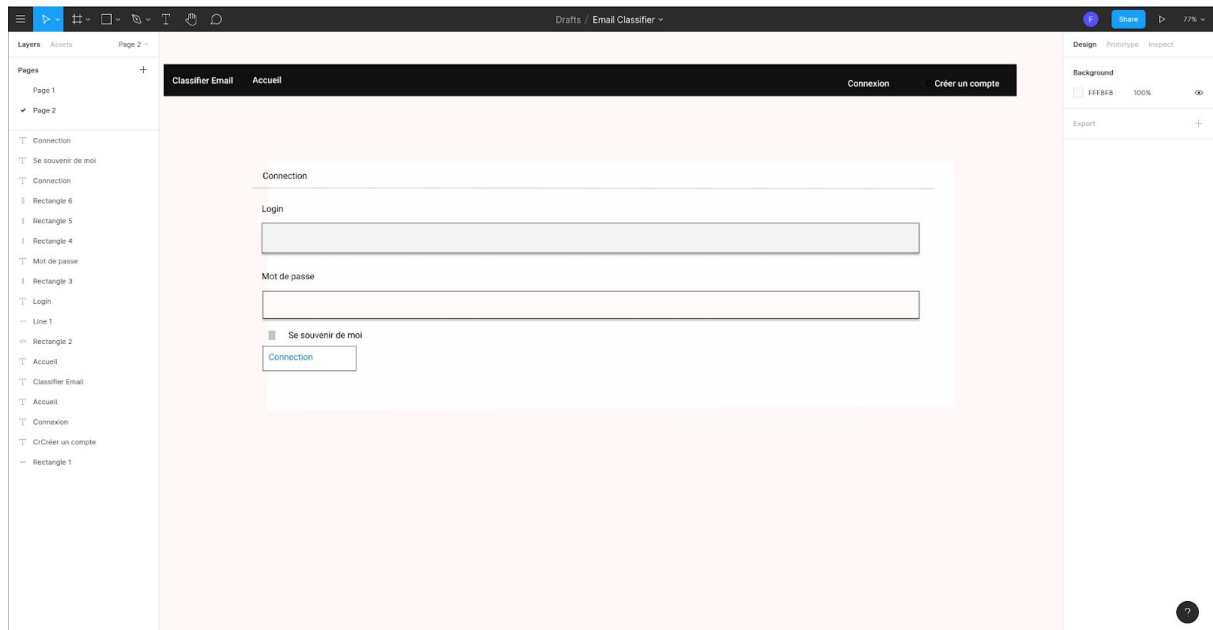 Drafts / Email Classifier
F
Share
77%
Layers Assets Page 2
Pages
Page 1
Page 2
Connection
Se souvenir de moi
Connection
Rectangle 6
Rectangle 5
Rectangle 4
Mot de passe
Rectangle 3
Login
Line 1
Rectangle 2
Accueil
Classifier Email
Accueil
Connexion
CrCréer un compte
Rectangle 1
Classifier Email Accueil Connexion Créer un compte
Connection
Login
Mot de passe
Se souvenir de moi
Connection
Design Prototype Inspect
Background
FFF8F8 100%
Export
?